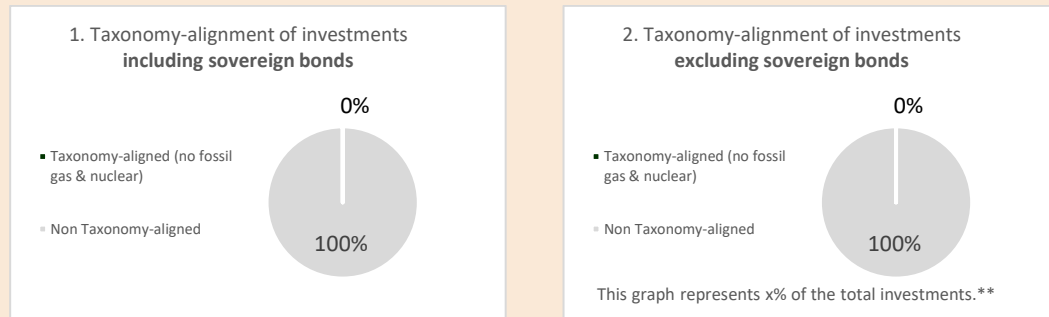 1. Taxonomy-alignment of investments
including sovereign bonds
0%
Taxonomy-aligned (no fossil
gas & nuclear)
Non Taxonomy-aligned
100%
2. Taxonomy-alignment of investments
excluding sovereign bonds
0%
Taxonomy-aligned (no fossil
gas & nuclear)
Non Taxonomy-aligned
100%
This graph represents x% of the total investments.**